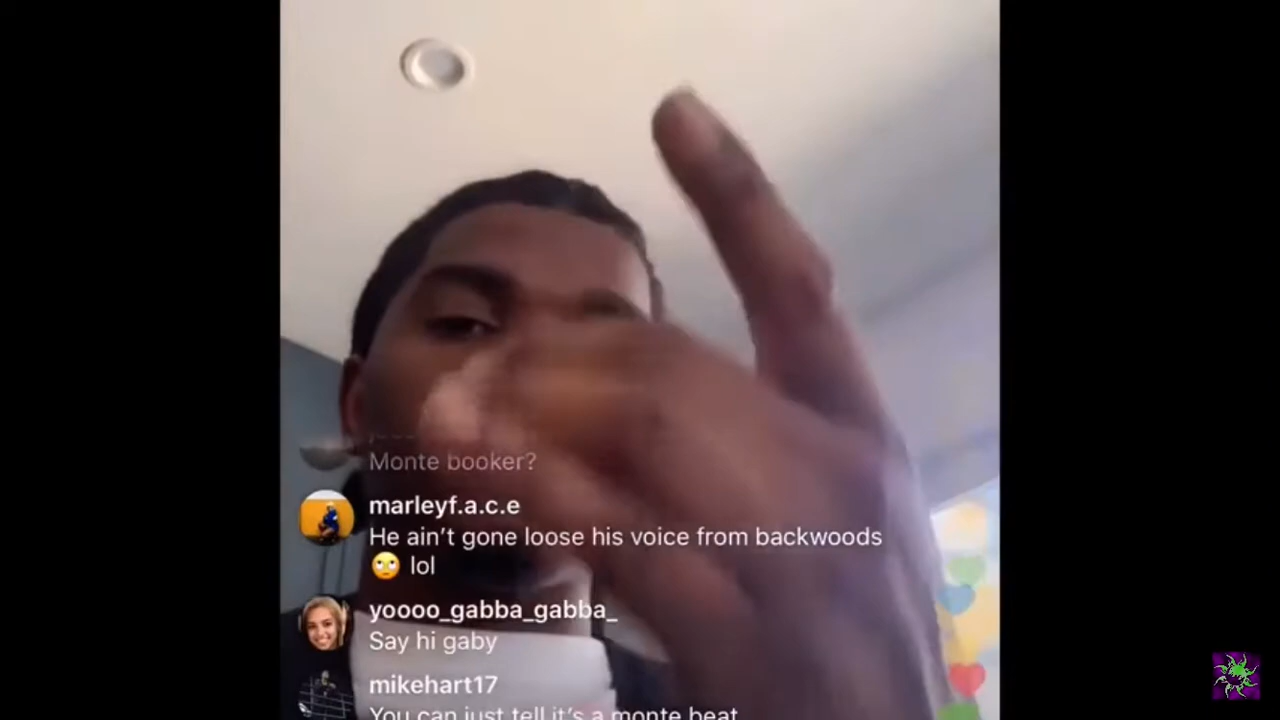 Monte booker?
marleyf.a.c.e
He ain't gone loose his voice from backwoods
🙄 lol
yoooo_gabba_gabba_
Say hi gaby
mikehart17
You can just tell it's a monte beat